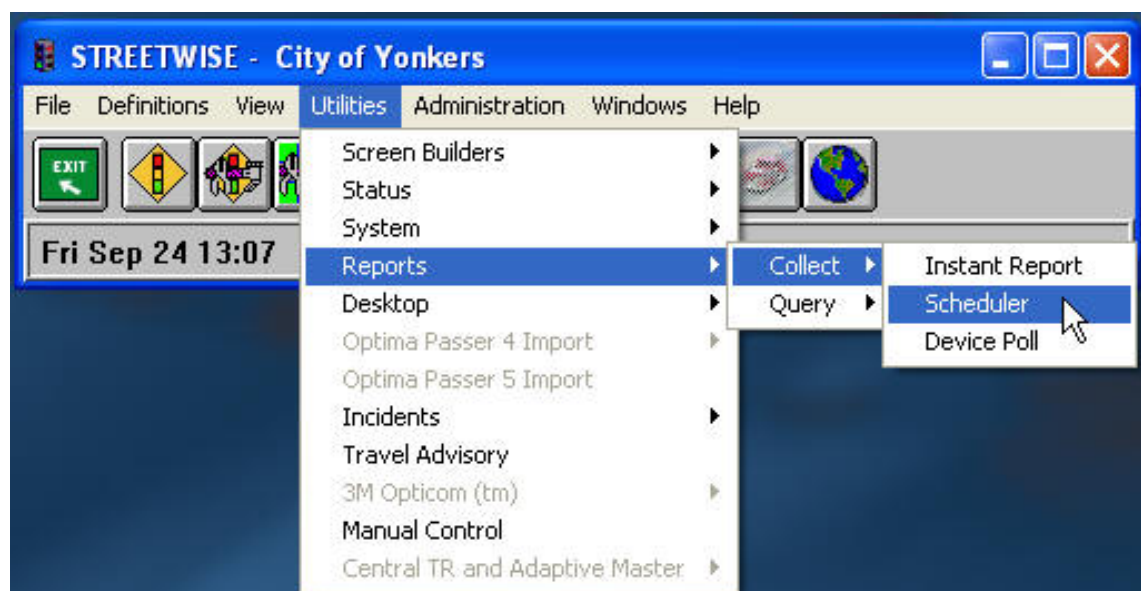 STREETWISE - City of Yonkers
File Definitions View Utilities Administration Windows Help
EXIT
Fri Sep 24 13:07
Screen Builders
Status
System
Reports
Desktop
Optima Passer 4 Import
Optima Passer 5 Import
Incidents
Travel Advisory
3M Opticom (tm)
Manual Control
Central TR and Adaptive Master
Collect
Query
Instant Report
Scheduler
Device Poll